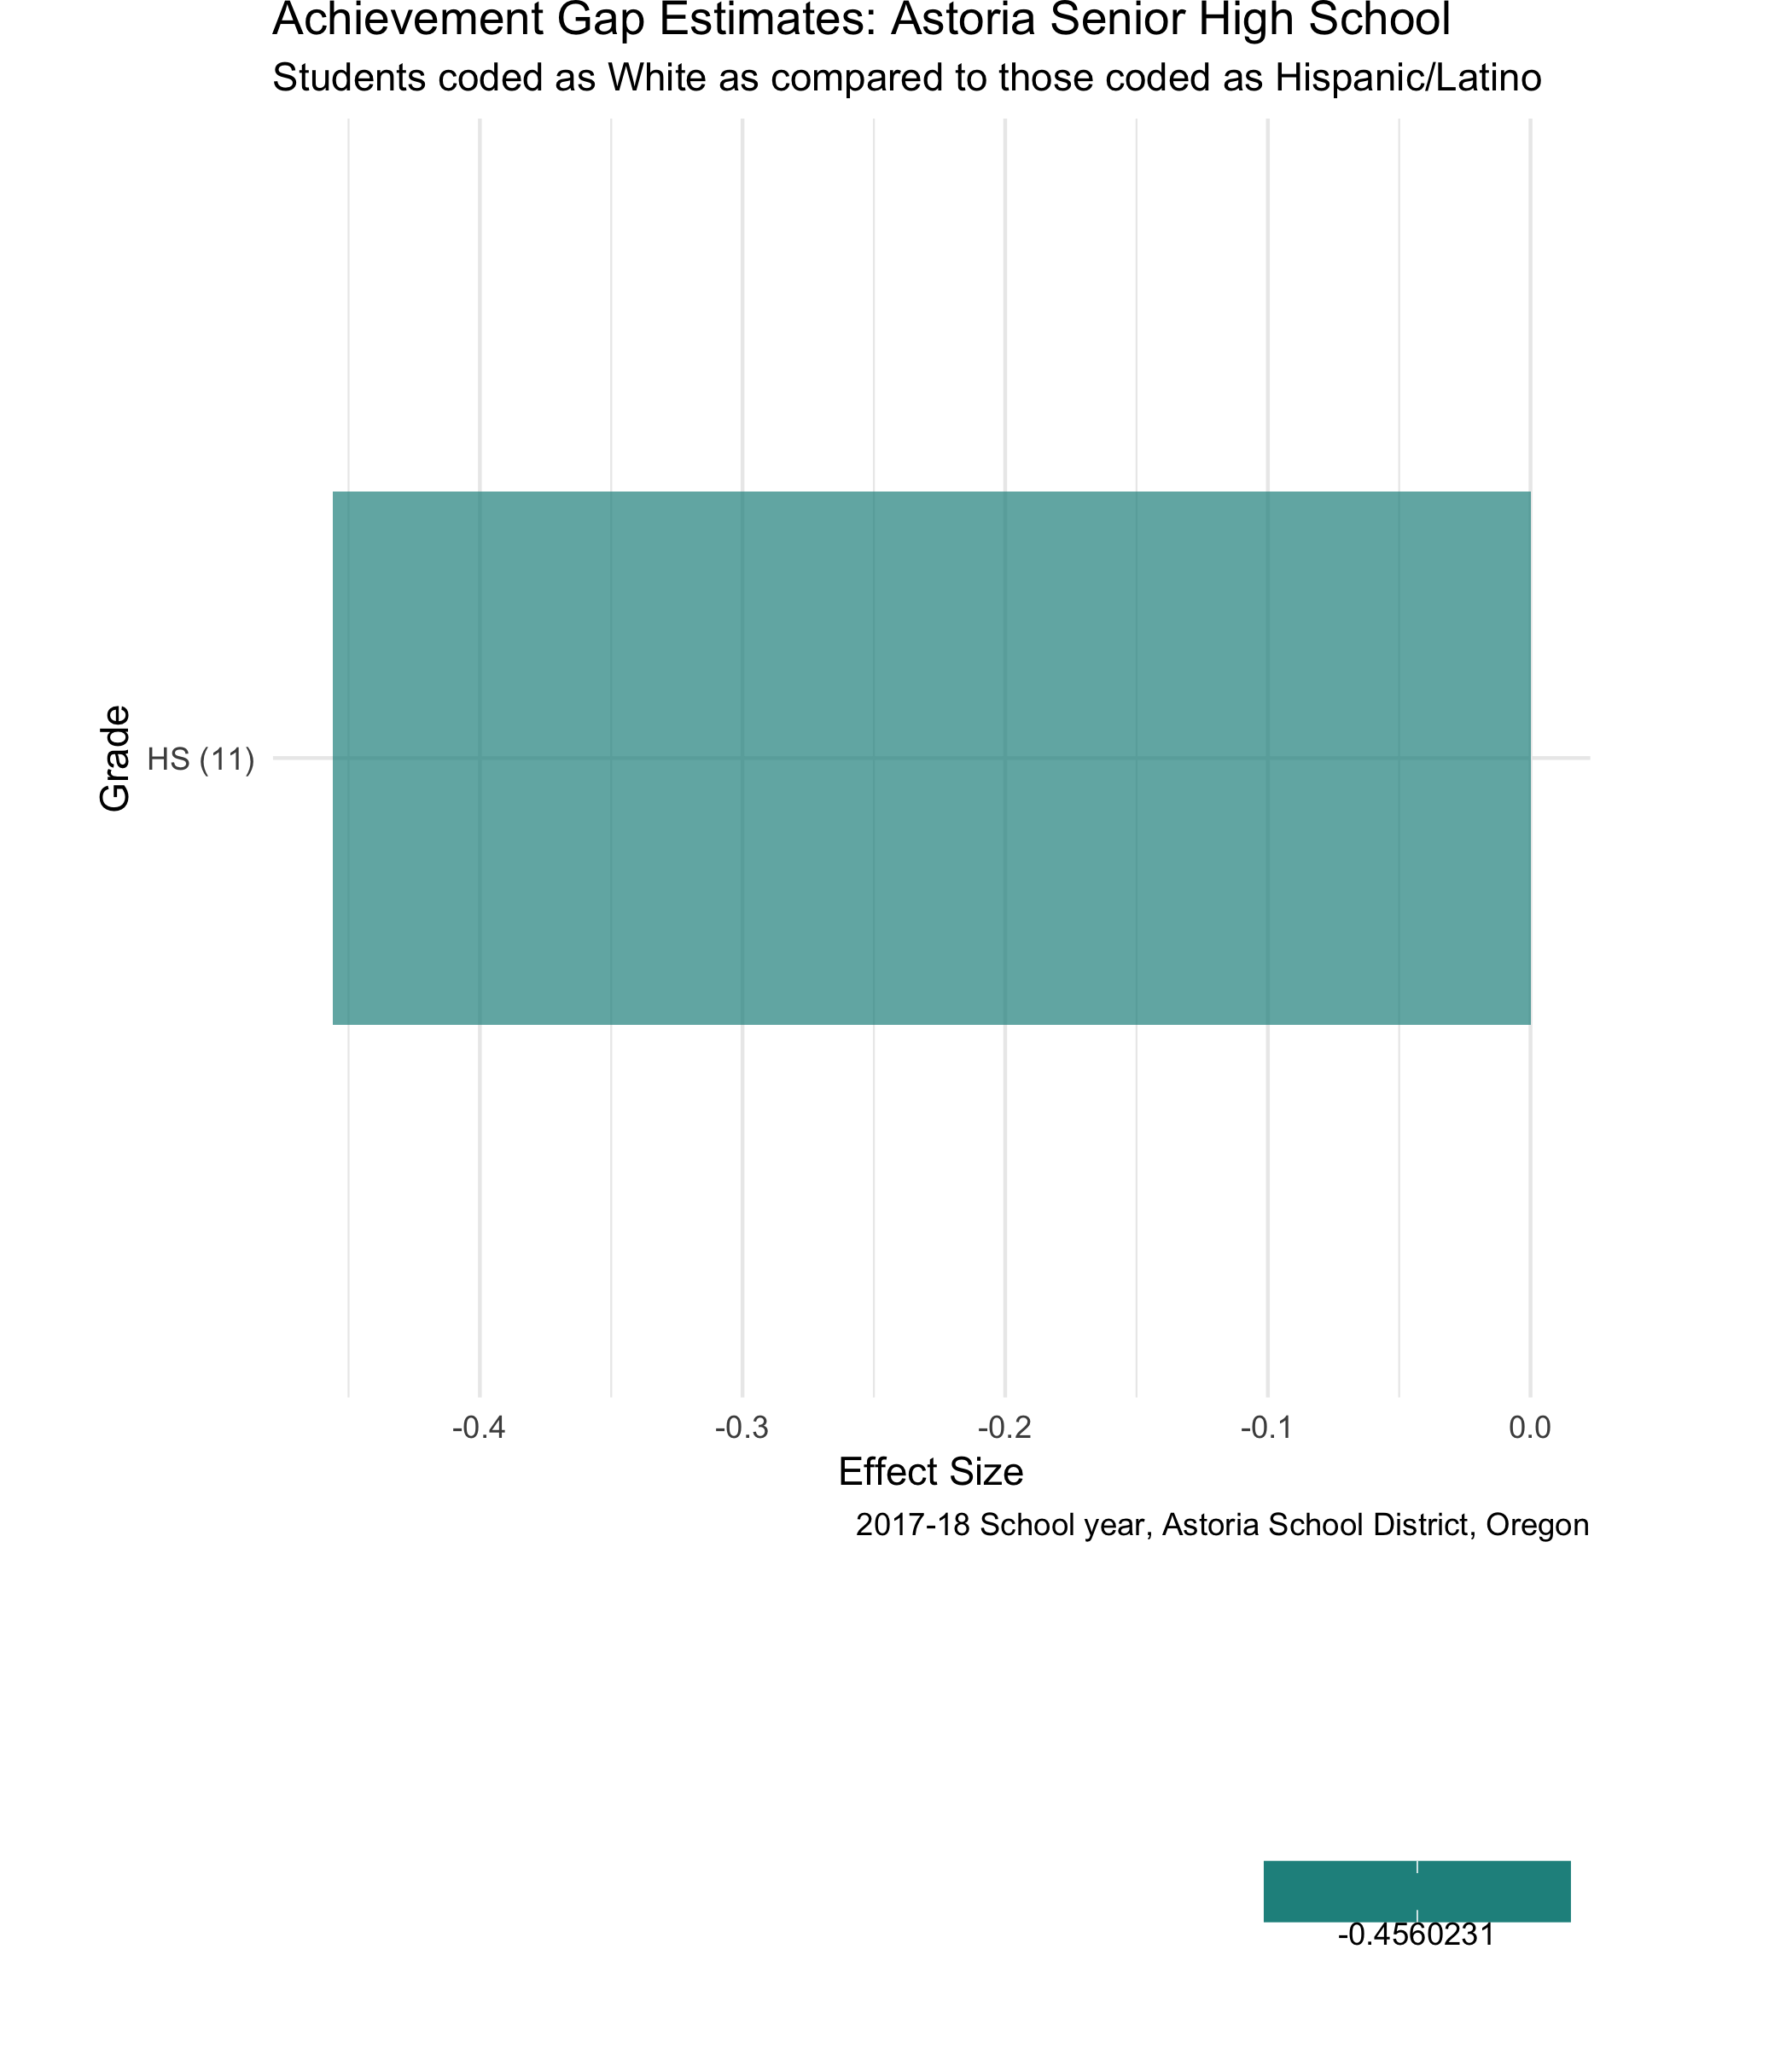 Achievement Gap Estimates: Astoria Senior High School
Students coded as White as compared to those coded as Hispanic/Latino
Grade
HS (11)
-0.4 -0.3 -0.2 -0.1 0.0
Effect Size
2017-18 School year, Astoria School District, Oregon
-0.4560231